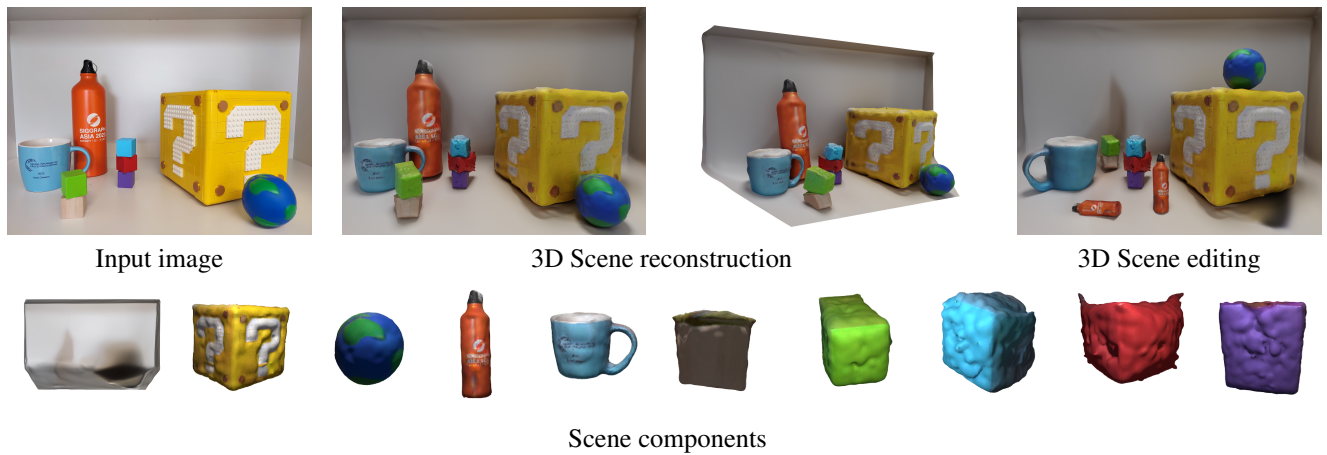 SIGGRAPH
ASIA 2023
?
?
Input image
3D Scene reconstruction
3D Scene editing
Scene components